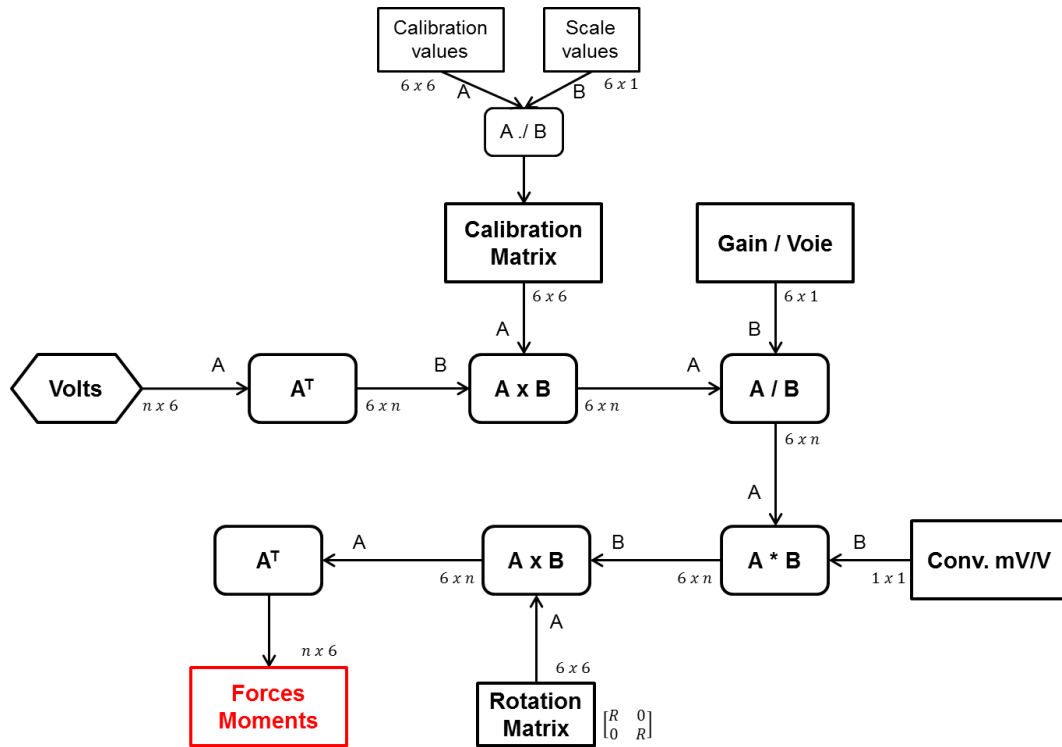 Calibration
values
Scale
values
6 x 6
A
B
6 x 1
A ./ B
Calibration
Matrix
Gain / Voie
6 x 6
6 x 1
A
B
Volts
A
n x 6
Aᵀ
B
6 x n
A x B
A
6 x n
A / B
6 x n
A
Aᵀ
A
6 x n
A x B
B
6 x n
A * B
B
1 x 1
Conv. mV/V
A
n x 6
6 x 6
Forces
Moments
Rotation
Matrix
[R 0
0 R]